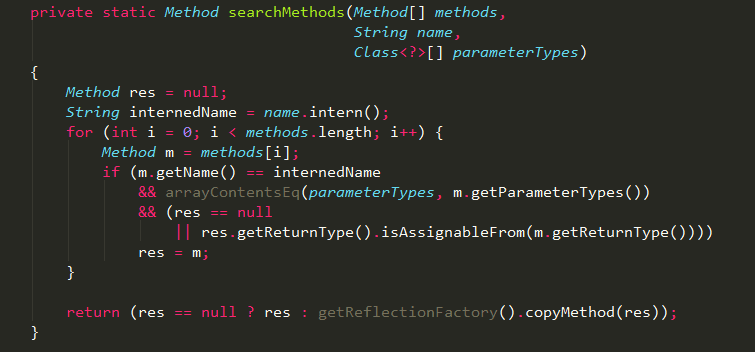 private static Method searchMethods(Method[] methods,
                                    String name,
                                    Class<?>[] parameterTypes)
{
    Method res = null;
    String internedName = name.intern();
    for (int i = 0; i < methods.length; i++) {
        Method m = methods[i];
        if (m.getName() == internedName
            && arrayContentsEq(parameterTypes, m.getParameterTypes())
            && (res == null
                || res.getReturnType().isAssignableFrom(m.getReturnType())))
            res = m;
    }

    return (res == null ? res : getReflectionFactory().copyMethod(res));
}